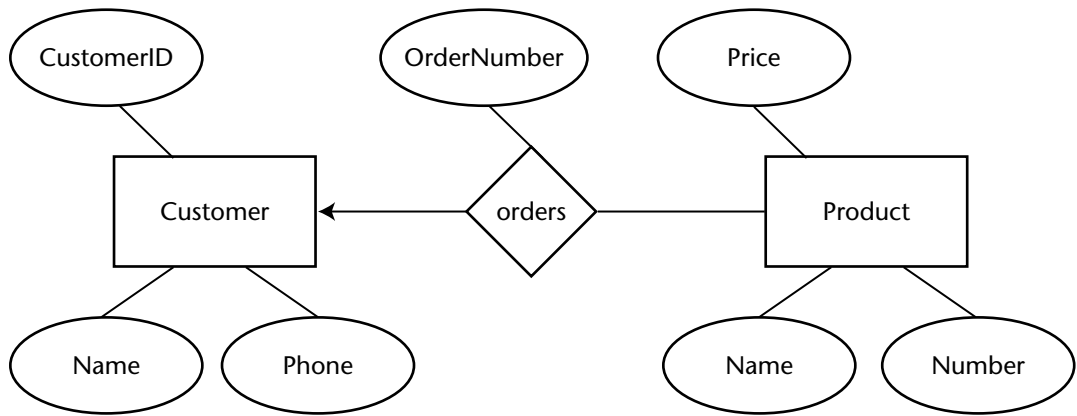 CustomerID
OrderNumber
Price
Customer
orders
Product
Name
Phone
Name
Number